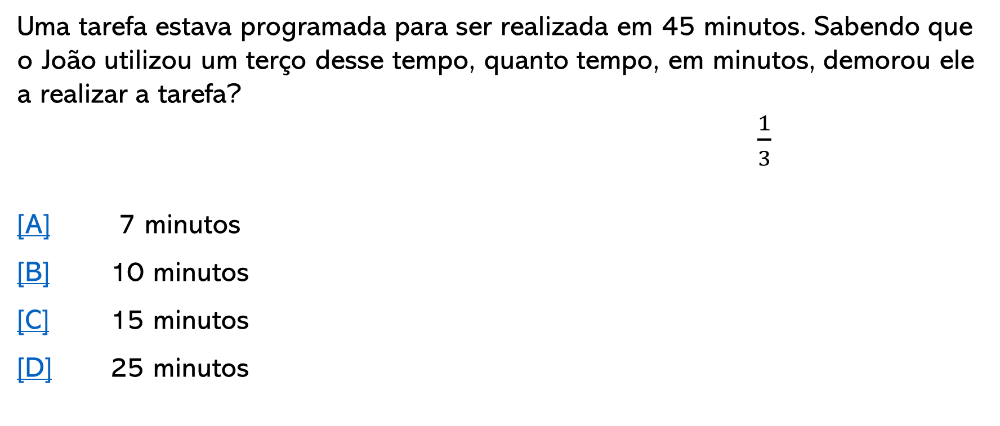 Uma tarefa estava programada para ser realizada em 45 minutos. Sabendo que
o João utilizou um terço desse tempo, quanto tempo, em minutos, demorou ele
a realizar a tarefa?
1
3
[A] 7 minutos
[B] 10 minutos
[C] 15 minutos
[D] 25 minutos